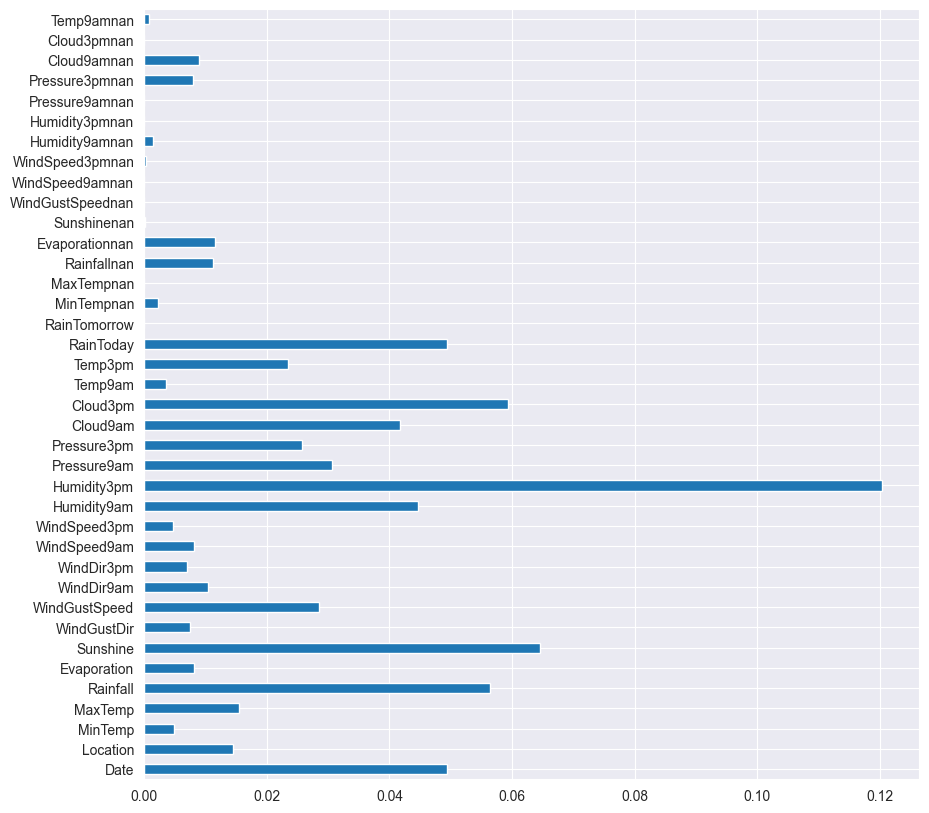 Temp9amnan
Cloud3pmnan
Cloud9amnan
Pressure3pmnan
Pressure9amnan
Humidity3pmnan
Humidity9amnan
WindSpeed3pmnan
WindSpeed9amnan
WindGustSpeednan
Sunshinenan
Evaporationnan
Rainfallnan
MaxTempnan
MinTempnan
RainTomorrow
RainToday
Temp3pm
Temp9am
Cloud3pm
Cloud9am
Pressure3pm
Pressure9am
Humidity3pm
Humidity9am
WindSpeed3pm
WindSpeed9am
WindDir3pm
WindDir9am
WindGustSpeed
WindGustDir
Sunshine
Evaporation
Rainfall
MaxTemp
MinTemp
Location
Date
0.00 0.02 0.04 0.06 0.08 0.10 0.12